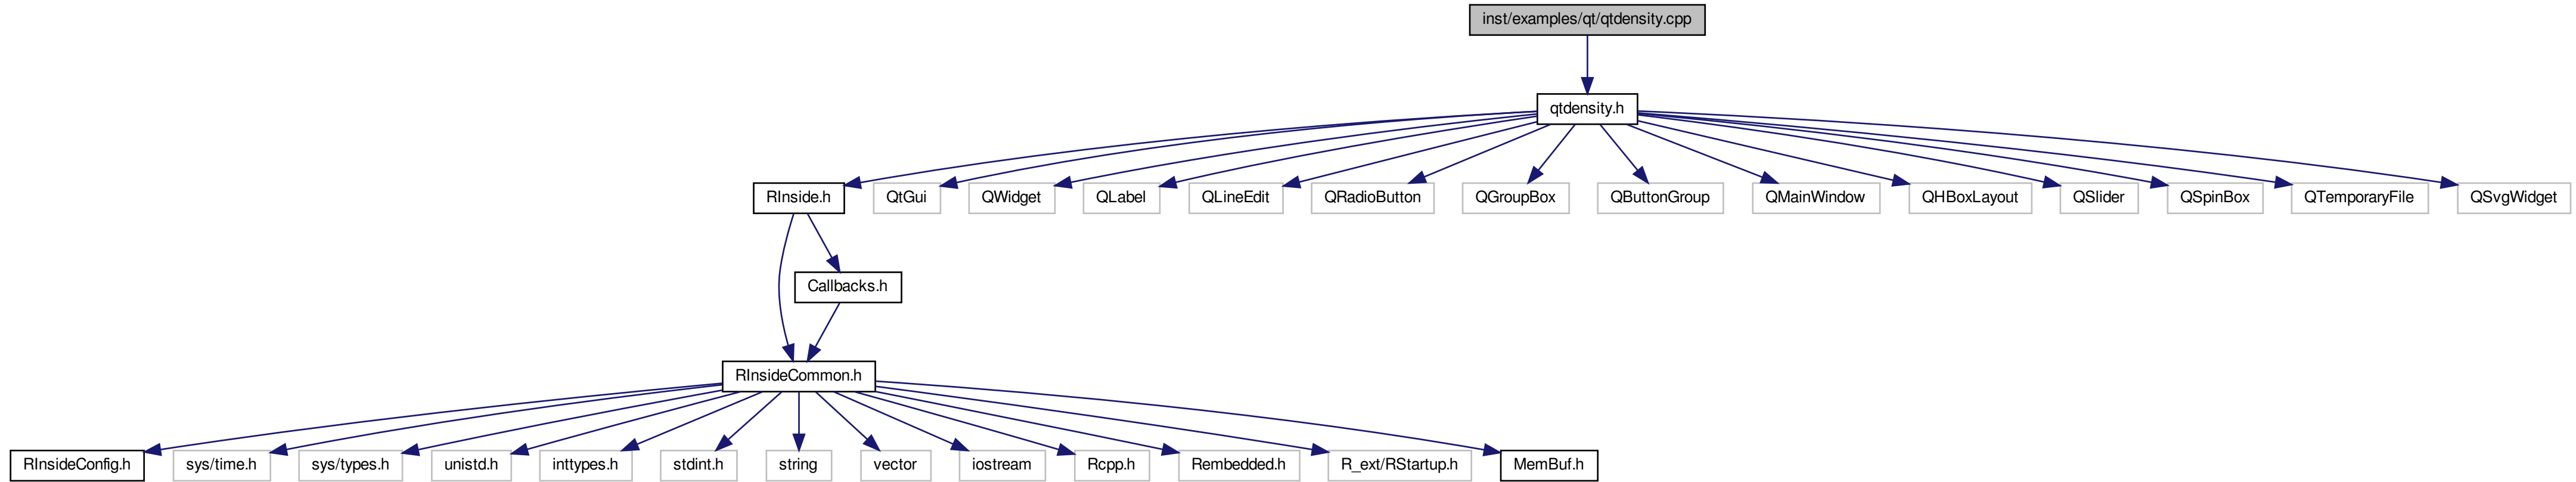 inst/examples/qt/qtdensity.cpp
qtdensity.h
RInside.h
QtGui
QWidget
QLabel
QLineEdit
QRadioButton
QGroupBox
QButtonGroup
QMainWindow
QHBoxLayout
QSlider
QSpinBox
QTemporaryFile
QSvgWidget
Callbacks.h
RInsideCommon.h
RInsideConfig.h
sys/time.h
sys/types.h
unistd.h
inttypes.h
stdint.h
string
vector
iostream
Rcpp.h
Rembedded.h
R_ext/RStartup.h
MemBuf.h